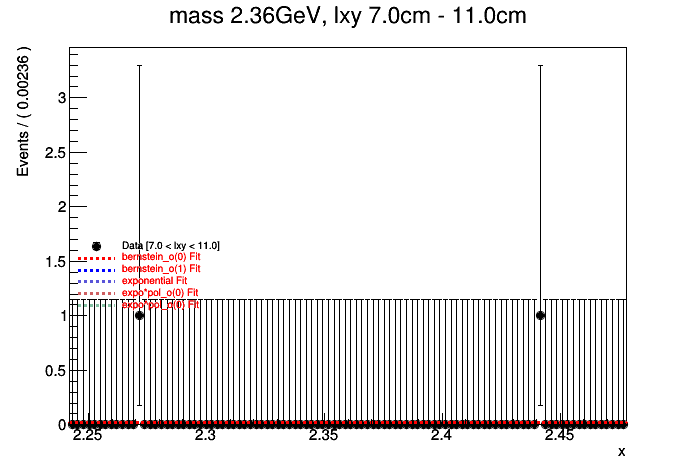 mass 2.36GeV, lxy 7.0cm - 11.0cm
Events / ( 0.00236 )
3
2.5
2
1.5
1
0.5
0
Data [7.0 < lxy < 11.0]
bernstein_o(0) Fit
bernstein_o(1) Fit
exponential Fit
expo*pol_o(0) Fit
2.25
2.3
2.35
2.4
2.45
x